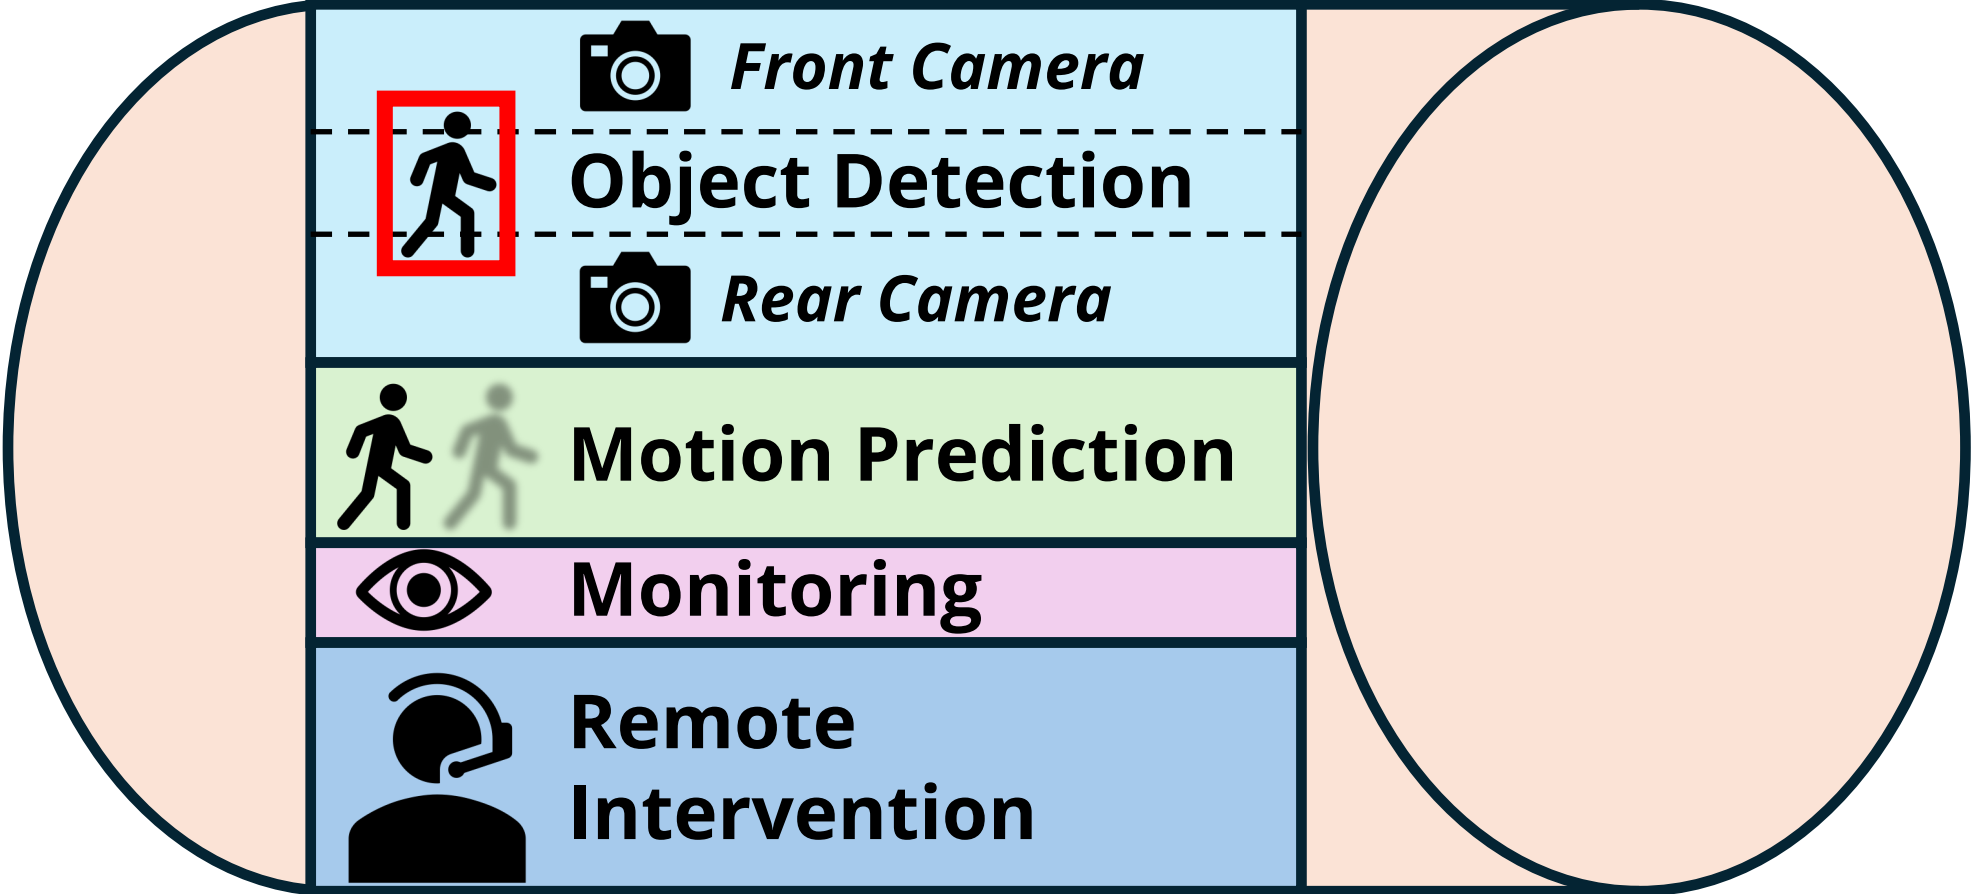 Front Camera
Object Detection
Rear Camera
Motion Prediction
Monitoring
Remote
Intervention